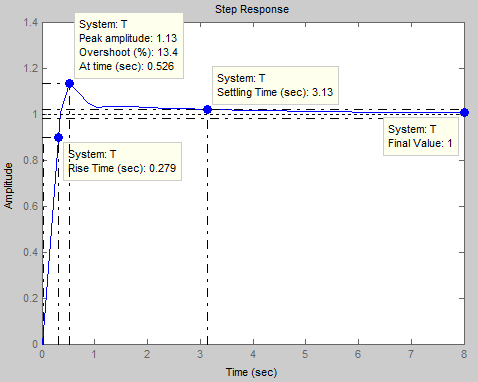 Step Response
System: T
Peak amplitude: 1.13
Overshoot (%): 13.4
At time (sec): 0.526
System: T
Settling Time (sec): 3.13
System: T
Final Value: 1
System: T
Rise Time (sec): 0.279
Amplitude
1.4
1.2
1
0.8
0.6
0.4
0.2
0
0 1 2 3 4 5 6 7 8
Time (sec)